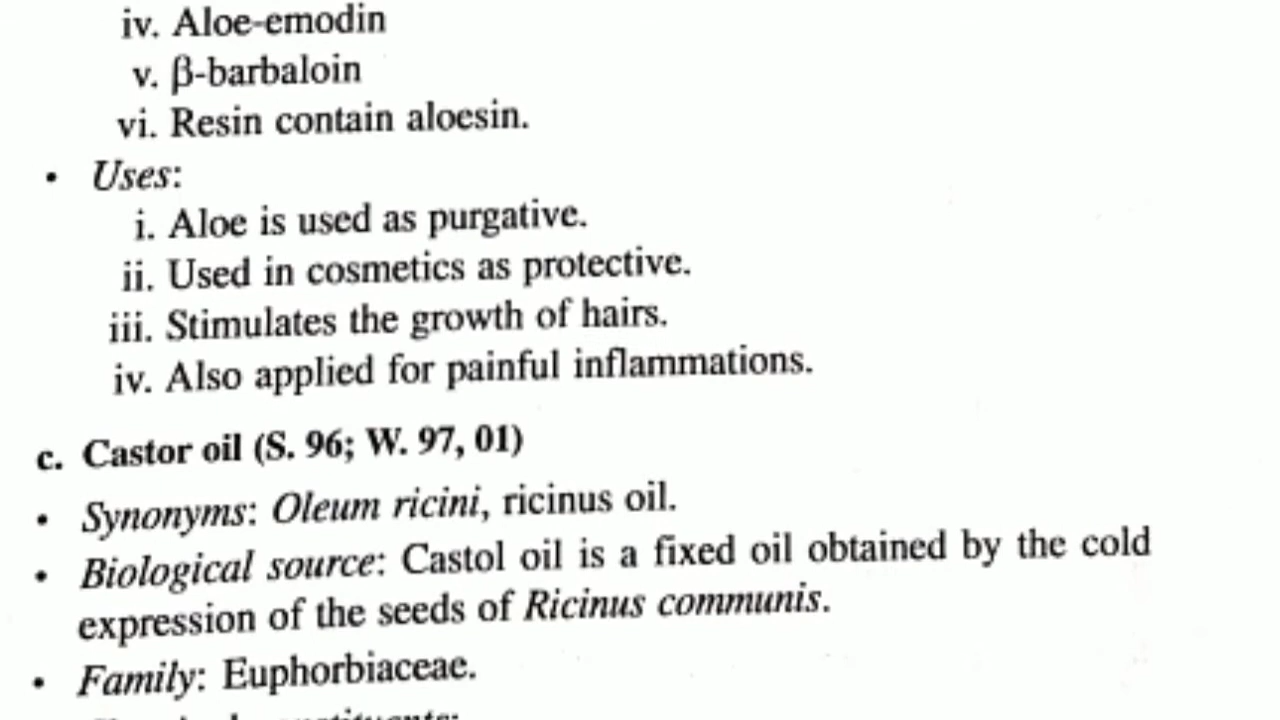 iv. Aloe-emodin
v. β-barbaloin
vi. Resin contain aloesin.
• Uses:
i. Aloe is used as purgative.
ii. Used in cosmetics as protective.
iii. Stimulates the growth of hairs.
iv. Also applied for painful inflammations.
c. Castor oil (S. 96; W. 97, 01)
• Synonyms: Oleum ricini, ricinus oil.
• Biological source: Castol oil is a fixed oil obtained by the cold
expression of the seeds of Ricinus communis.
• Family: Euphorbiaceae.
constituents: